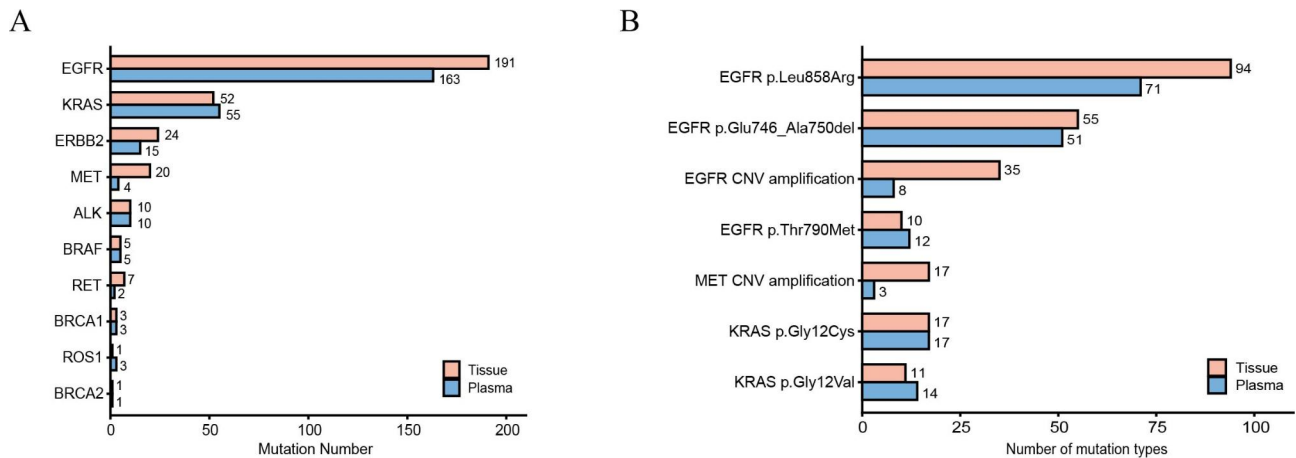 A
EGFR
191
163
KRAS
52
55
ERBB2
24
15
MET
20
4
ALK
10
10
BRAF
5
5
RET
7
2
BRCA1
3
3
ROS1
1
3
BRCA2
1
1
Tissue
Plasma
0 50 100 150 200
Mutation Number
B
EGFR p.Leu858Arg
94
71
EGFR p.Glu746_Ala750del
55
51
EGFR CNV amplification
35
8
EGFR p.Thr790Met
10
12
MET CNV amplification
17
3
KRAS p.Gly12Cys
17
17
KRAS p.Gly12Val
11
14
Tissue
Plasma
0 25 50 75 100
Number of mutation types